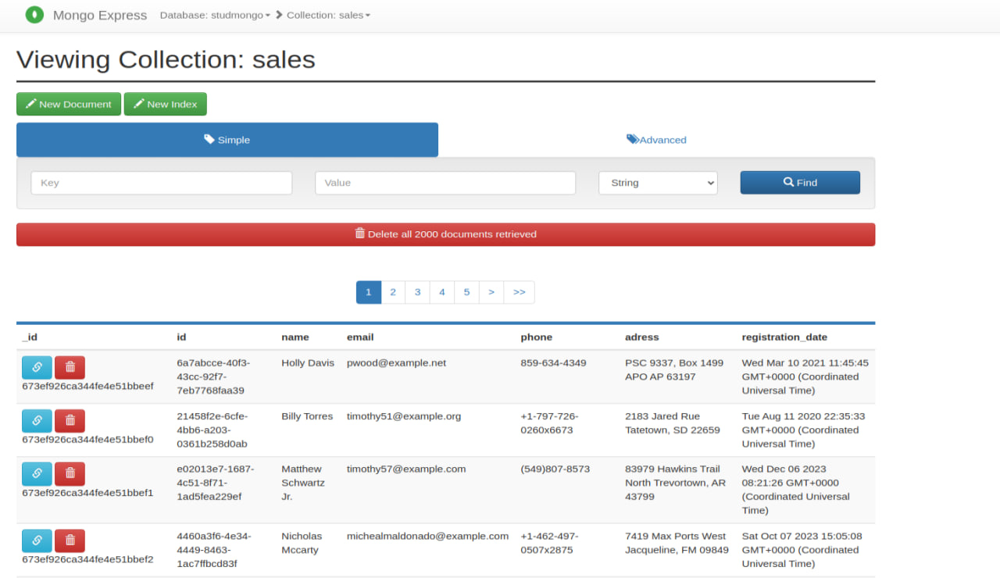 Mongo Express Database: studmongo Collection: sales
Viewing Collection: sales
New Document New Index
Simple Advanced
Key Value String Find
Delete all 2000 documents retrieved
1 2 3 4 5 > >>
_id id name email phone adress registration_date
6a7abcce-40f3- Holly Davis pwood@example.net 859-634-4349 PSC 9337, Box 1499 Wed Mar 10 2021 11:45:45
43cc-92f7- APO AP 63197 GMT+0000 (Coordinated
673ef926ca344fe4e51bbeef 7eb7768faa39 Universal Time)
21458f2e-6cfe- Billy Torres timothy51@example.org +1-797-726- 2183 Jared Rue Tue Aug 11 2020 22:35:33
4bb6-a203- 0260x6673 Tatetown, SD 22659 GMT+0000 (Coordinated
673ef926ca344fe4e51bbef0 0361b258d0ab Universal Time)
e02013e7-1687- Matthew timothy57@example.com (549)807-8573 83979 Hawkins Trail Wed Dec 06 2023
4c51-8f71- Schwartz North Trevortown, AR 08:21:26 GMT+0000
673ef926ca344fe4e51bbef1 1ad5fea229ef Jr. 43799 (Coordinated Universal
Time)
4460a3f6-4e34- Nicholas michealmaldonado@example.com +1-462-497- 7419 Max Ports West Sat Oct 07 2023 15:05:08
4449-8463- Mccarty 0507x2875 Jacqueline, FM 09849 GMT+0000 (Coordinated
673ef926ca344fe4e51bbef2 1ac7ffbcd83f Universal Time)